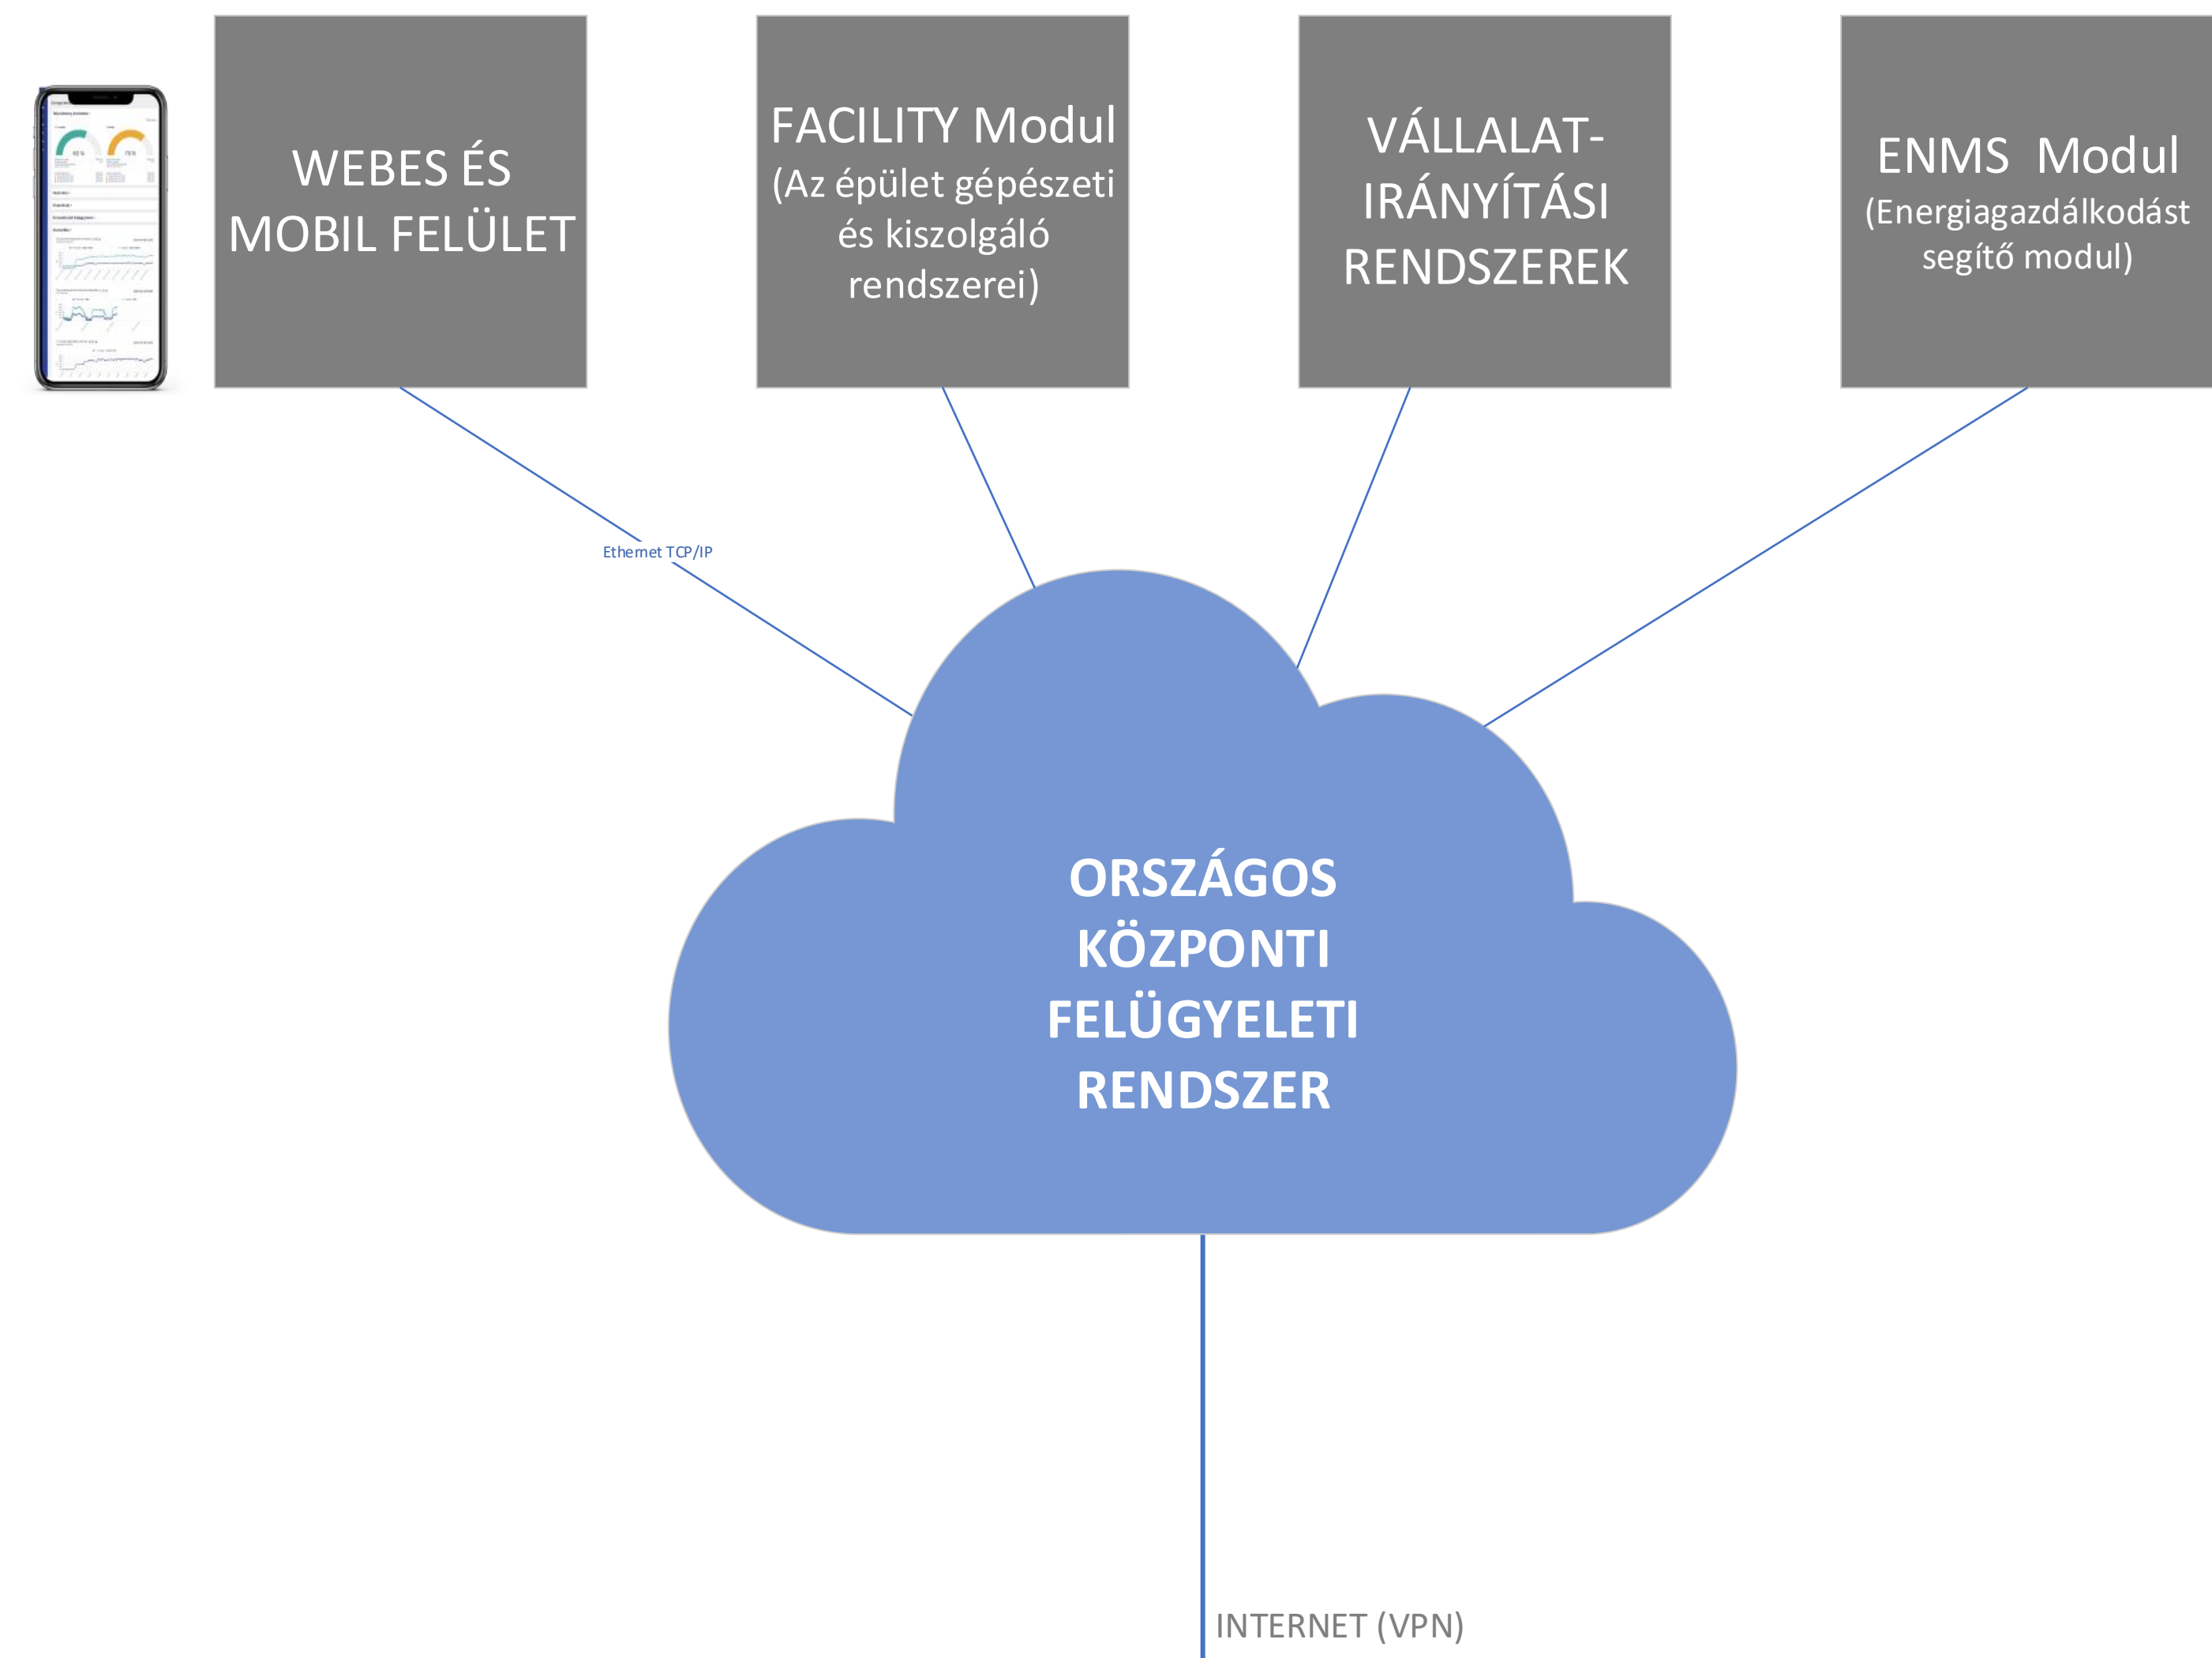 WEBES ÉS
MOBIL FELÜLET
FACILITY Modul
(Az épület gépészeti
és kiszolgáló
rendszerei)
VÁLLALAT-
IRÁNYÍTÁSI
RENDSZEREK
ENMS  Modul
(Energiagazdálkodást
segítő modul)
Ethernet TCP/IP
ORSZÁGOS
KÖZPONTI
FELÜGYELETI
RENDSZER
INTERNET (VPN)